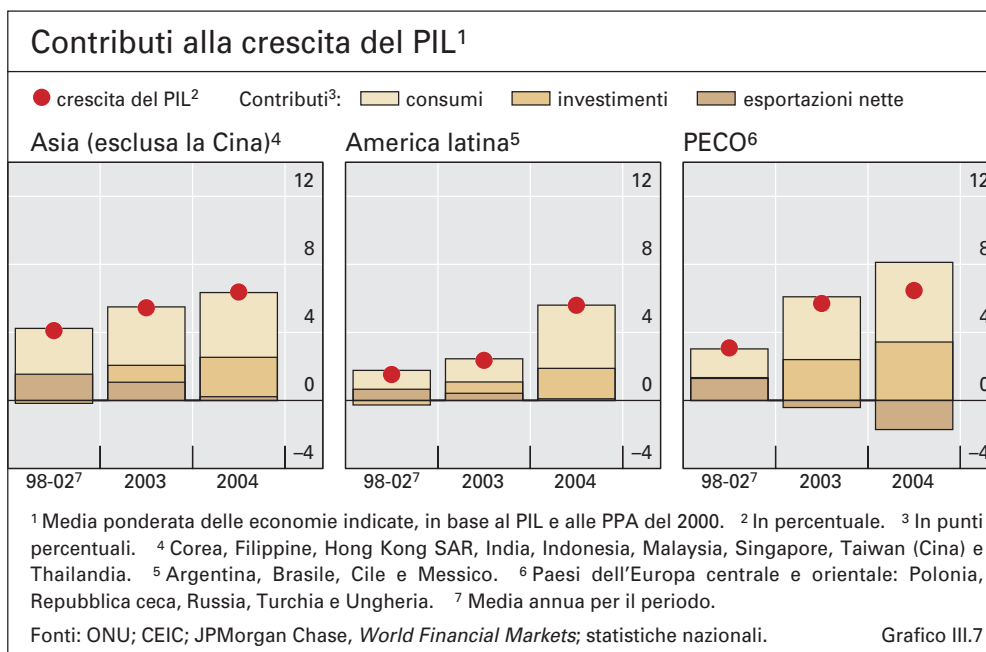 Contributi alla crescita del PIL¹
crescita del PIL² Contributi³: consumi investimenti esportazioni nette
Asia (esclusa la Cina)⁴ America latina⁵ PECO⁶
12 12 12
8 8 8
4 4 4
0 0 0
–4 –4 –4
98-02⁷ 2003 2004 98-02⁷ 2003 2004 98-02⁷ 2003 2004
¹ Media ponderata delle economie indicate, in base al PIL e alle PPA del 2000. ² In percentuale. ³ In punti
percentuali. ⁴ Corea, Filippine, Hong Kong SAR, India, Indonesia, Malaysia, Singapore, Taiwan (Cina) e
Thailandia. ⁵ Argentina, Brasile, Cile e Messico. ⁶ Paesi dell'Europa centrale e orientale: Polonia,
Repubblica ceca, Russia, Turchia e Ungheria. ⁷ Media annua per il periodo.
Fonti: ONU; CEIC; JPMorgan Chase, World Financial Markets; statistiche nazionali. Grafico III.7